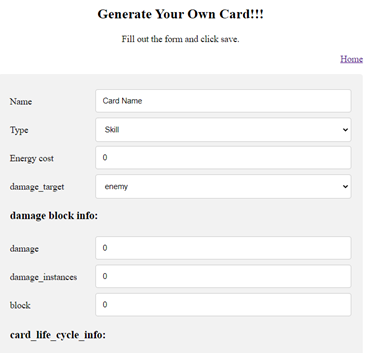 Generate Your Own Card!!!
Fill out the form and click save.
Home
Name Card Name
Type Skill
Energy cost 0
damage_target enemy
damage block info:
damage 0
damage_instances 0
block 0
card_life_cycle_info: